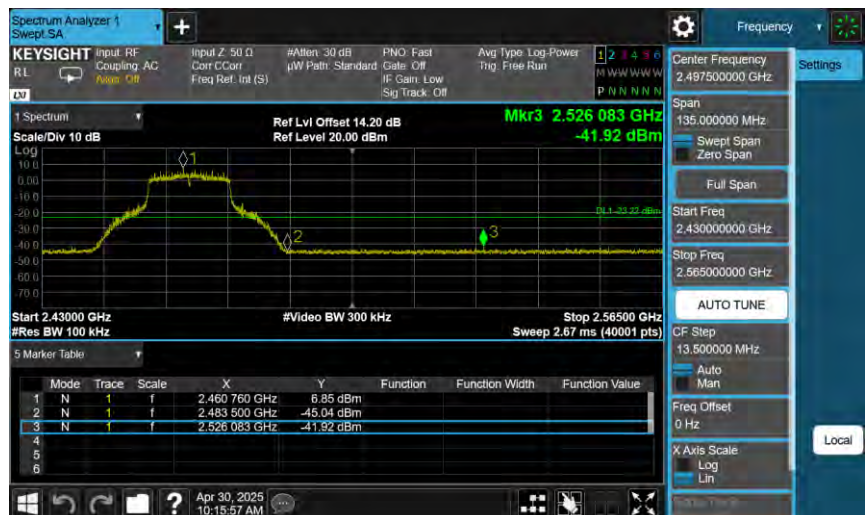 Spectrum Analyzer 1
Swept SA
+
Frequency
KEYSIGHT
RL
LXI
Input: RF
Coupling: AC
Align: Off
Input Z: 50 Ω
Corr CCorr
Freq Ref: Int (S)
#Atten: 30 dB
µW Path: Standard
PNO: Fast
Gate: Off
IF Gain: Low
Sig Track: Off
Avg Type: Log-Power
Trig: Free Run
1 2 3 4 5 6
M W W W W W
P N N N N N
Settings
Center Frequency
2.497500000 GHz
Span
135.000000 MHz
Swept Span
Zero Span
Full Span
Start Freq
2.430000000 GHz
Stop Freq
2.565000000 GHz
AUTO TUNE
CF Step
13.500000 MHz
Auto
Man
Freq Offset
0 Hz
X Axis Scale
Log
Lin
Local
1 Spectrum
Scale/Div 10 dB
Log
Ref Lvl Offset 14.20 dB
Ref Level 20.00 dBm
Mkr3 2.526 083 GHz
-41.92 dBm
10.0
0.00
-10.0
-20.0
-30.0
-40.0
-50.0
-60.0
-70.0
1
2
3
DL1 -23.22 dBm
Start 2.43000 GHz
#Res BW 100 kHz
#Video BW 300 kHz
Stop 2.56500 GHz
Sweep 2.67 ms (40001 pts)
5 Marker Table
Mode Trace Scale X Y Function Function Width Function Value
1 N 1 f 2.460 760 GHz 6.85 dBm
2 N 1 f 2.483 500 GHz -45.04 dBm
3 N 1 f 2.526 083 GHz -41.92 dBm
4
5
6
?
Apr 30, 2025
10:15:57 AM